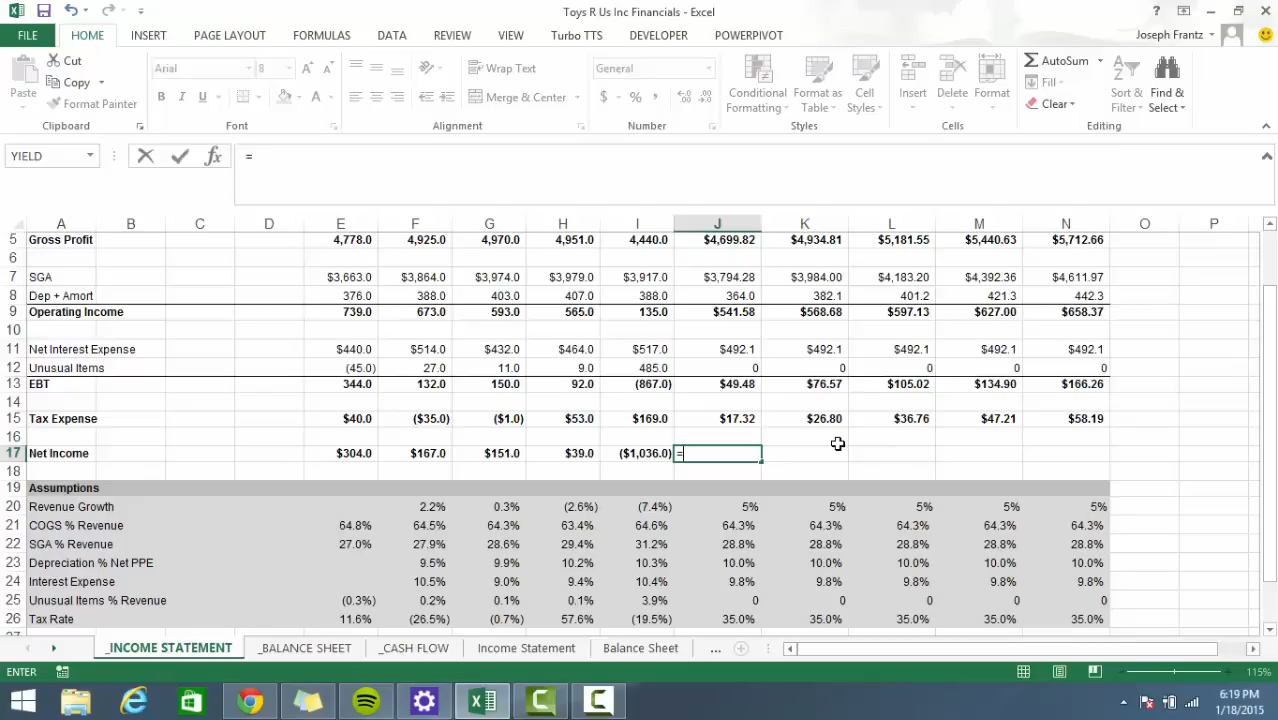 Toys R Us Inc Financials - Excel
FILE HOME INSERT PAGE LAYOUT FORMULAS DATA REVIEW VIEW Turbo TTS DEVELOPER POWERPIVOT Joseph Frantz
Cut
Copy
Format Painter
Paste
Clipboard
Arial 8
B I U A
Font
Wrap Text
Merge & Center
Alignment
General
$ % ,
Number
Conditional Formatting
Format as Table
Cell Styles
Styles
Insert Delete Format
Cells
AutoSum
Fill
Clear
Sort & Filter
Find & Select
Editing
YIELD fx =
A B C D E F G H I J K L M N O P
5 Gross Profit 4,778.0 4,925.0 4,970.0 4,951.0 4,440.0 $4,699.82 $4,934.81 $5,181.55 $5,440.63 $5,712.66
6
7 SGA $3,663.0 $3,864.0 $3,974.0 $3,979.0 $3,917.0 $3,794.28 $3,984.00 $4,183.20 $4,392.36 $4,611.97
8 Dep + Amort 376.0 388.0 403.0 407.0 388.0 364.0 382.1 401.2 421.3 442.3
9 Operating Income 739.0 673.0 593.0 565.0 135.0 $541.58 $568.68 $597.13 $627.00 $658.37
10
11 Net Interest Expense $440.0 $514.0 $432.0 $464.0 $517.0 $492.1 $492.1 $492.1 $492.1 $492.1
12 Unusual Items (45.0) 27.0 11.0 9.0 485.0 0 0 0 0 0
13 EBT 344.0 132.0 150.0 92.0 (867.0) $49.48 $76.57 $105.02 $134.90 $166.26
14
15 Tax Expense $40.0 ($35.0) ($1.0) $53.0 $169.0 $17.32 $26.80 $36.76 $47.21 $58.19
16
17 Net Income $304.0 $167.0 $151.0 $39.0 ($1,036.0) =
18
19 Assumptions
20 Revenue Growth 2.2% 0.3% (2.6%) (7.4%) 5% 5% 5% 5% 5%
21 COGS % Revenue 64.8% 64.5% 64.3% 63.4% 64.6% 64.3% 64.3% 64.3% 64.3% 64.3%
22 SGA % Revenue 27.0% 27.9% 28.6% 29.4% 31.2% 28.8% 28.8% 28.8% 28.8% 28.8%
23 Depreciation % Net PPE 9.5% 9.9% 10.2% 10.3% 10.0% 10.0% 10.0% 10.0% 10.0%
24 Interest Expense 10.5% 9.0% 9.4% 10.4% 9.8% 9.8% 9.8% 9.8% 9.8%
25 Unusual Items % Revenue (0.3%) 0.2% 0.1% 0.1% 3.9% 0 0 0 0 0
26 Tax Rate 11.6% (26.5%) (0.7%) 57.6% (19.5%) 35.0% 35.0% 35.0% 35.0% 35.0%
_INCOME STATEMENT _BALANCE SHEET _CASH FLOW Income Statement Balance Sheet ...
ENTER 115%
6:19 PM
1/18/2015